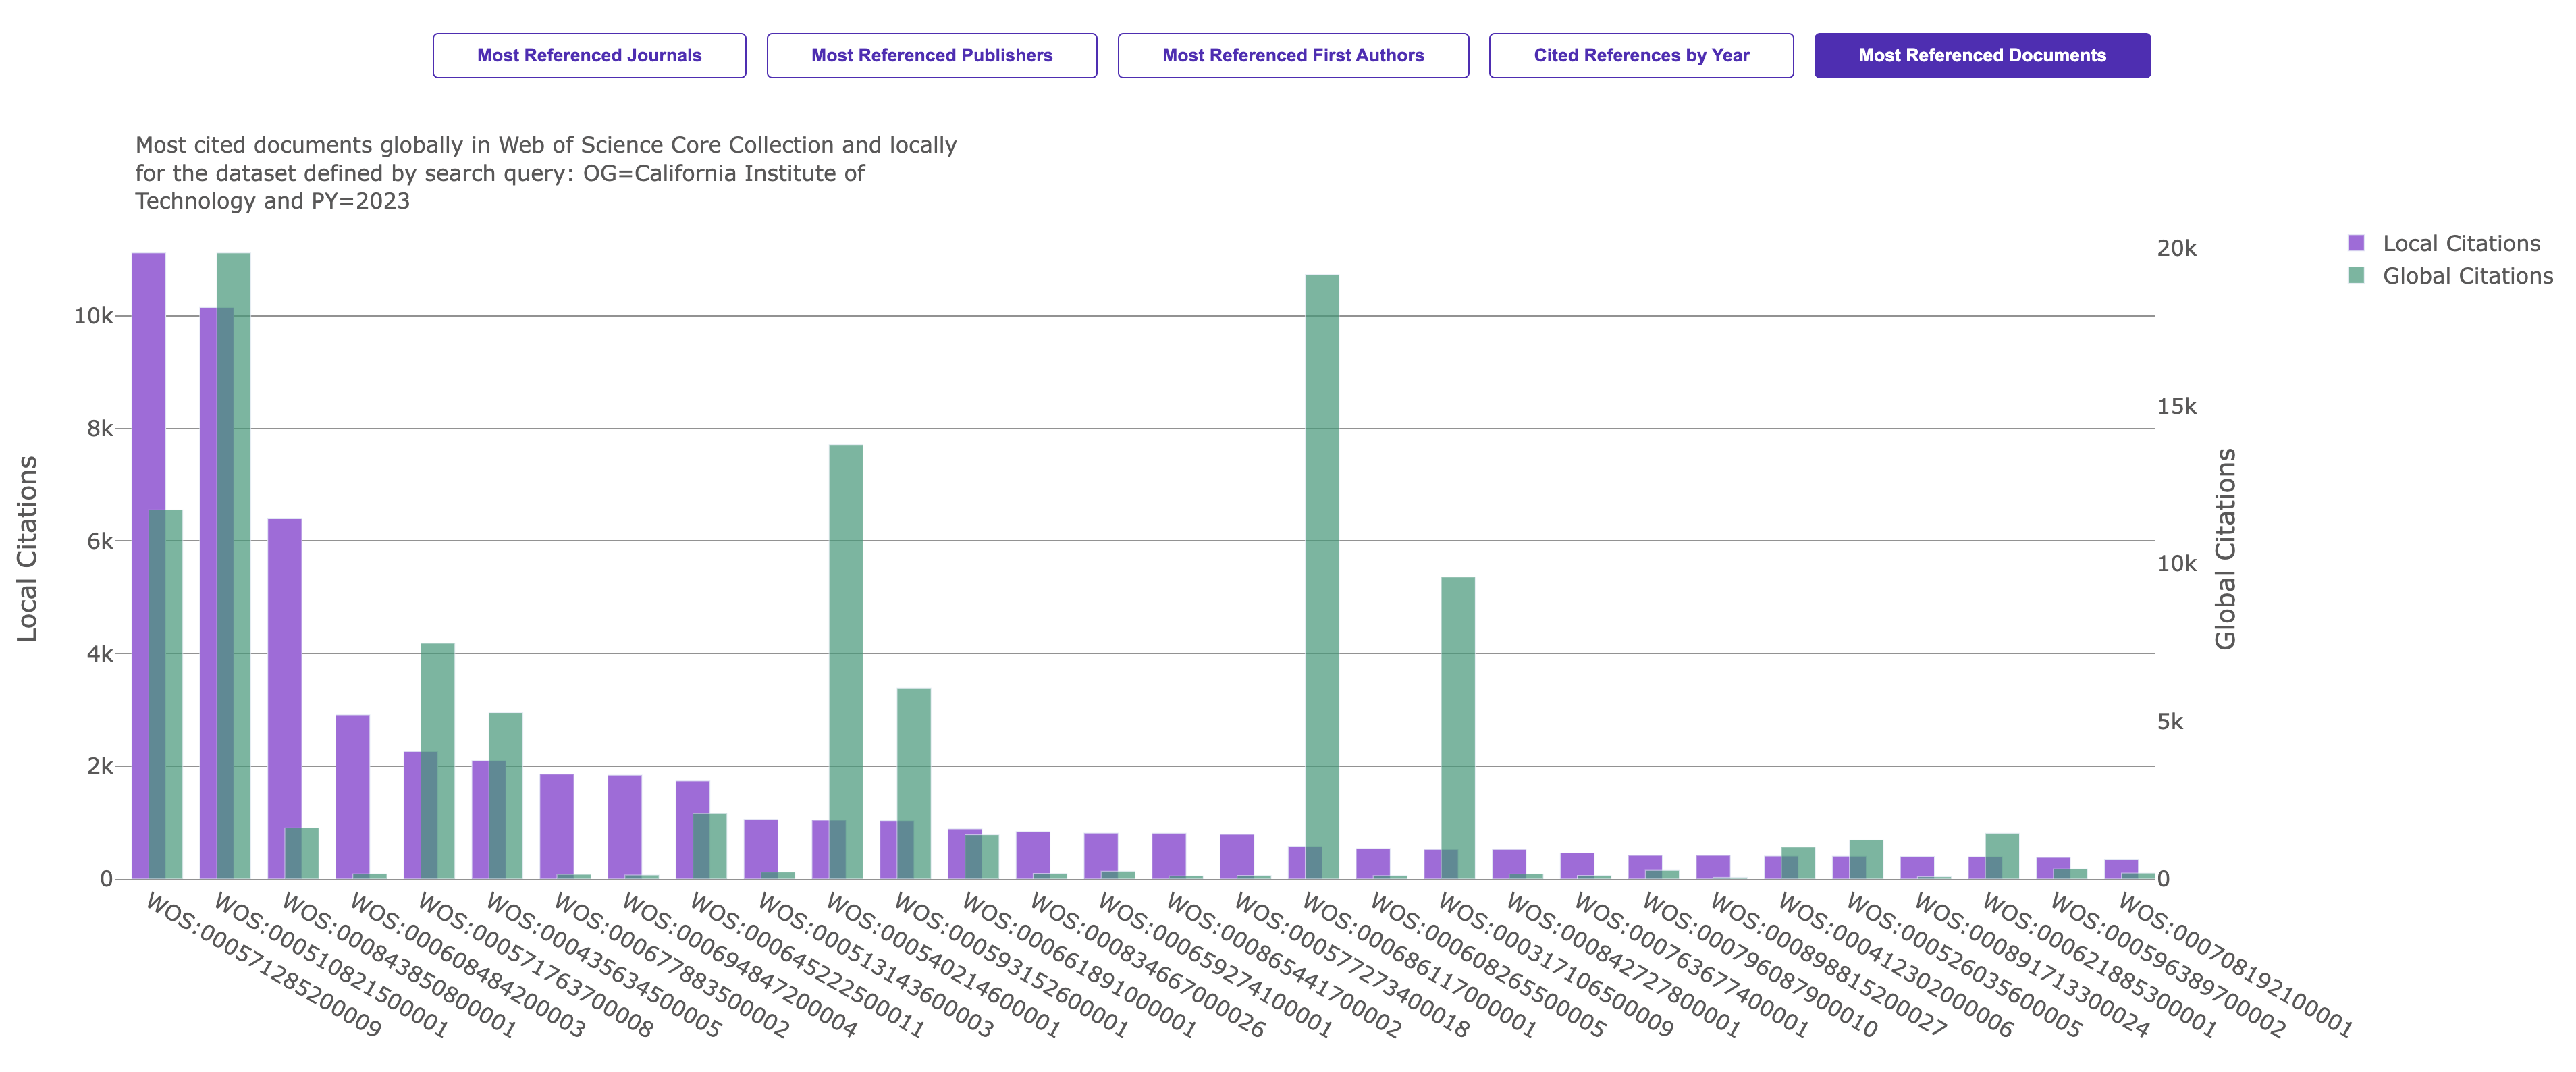 Most Referenced Journals
Most Referenced Publishers
Most Referenced First Authors
Cited References by Year
Most Referenced Documents
Most cited documents globally in Web of Science Core Collection and locally
for the dataset defined by search query: OG=California Institute of
Technology and PY=2023
Local Citations
Global Citations
10k
8k
6k
4k
2k
0
Local Citations
20k
15k
10k
5k
0
Global Citations
WOS:000571285200009
WOS:000510821500001
WOS:000843850800001
WOS:000608484200003
WOS:000571763700008
WOS:000435634500005
WOS:000677883500002
WOS:000694847200004
WOS:000645222500011
WOS:000513143600003
WOS:000540214600001
WOS:000593152600001
WOS:000661891000001
WOS:000834667000026
WOS:000659274100001
WOS:000865441700002
WOS:000577273400018
WOS:000686117000001
WOS:000608265500005
WOS:000317106500009
WOS:000842727800001
WOS:000763677400001
WOS:000796087900010
WOS:000898815200027
WOS:000412302000006
WOS:000526035600005
WOS:000891713300024
WOS:000621885300001
WOS:000596389700002
WOS:000708192100001